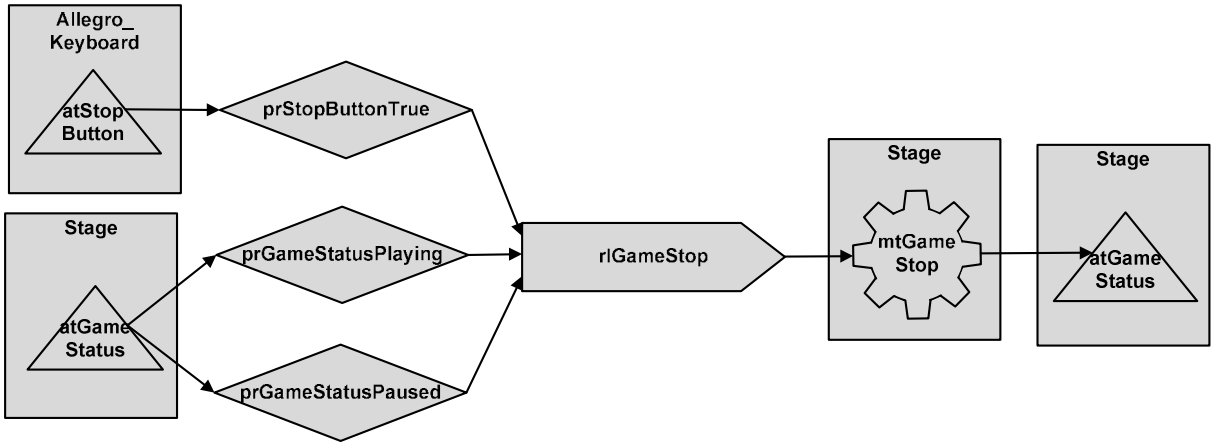 Allegro_
Keyboard
atStop
Button
prStopButtonTrue
Stage
atGame
Status
prGameStatusPlaying
prGameStatusPaused
rlGameStop
Stage
mtGame
Stop
Stage
atGame
Status